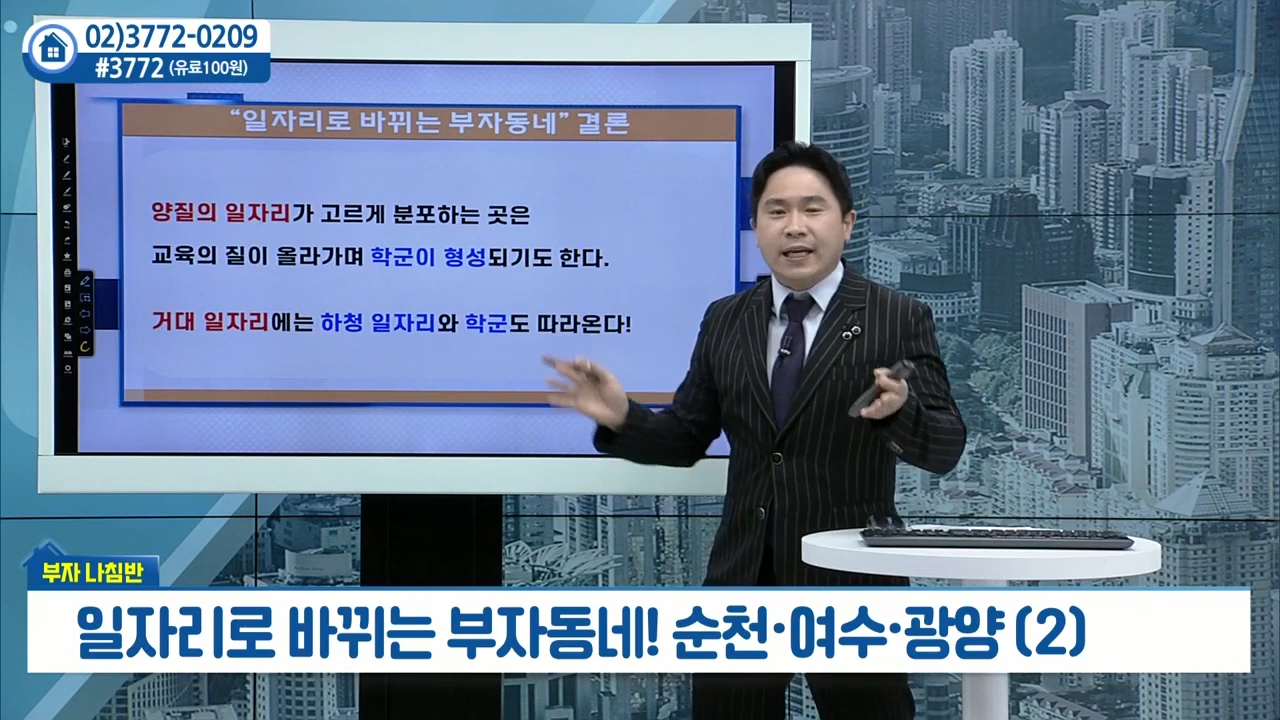 02)3772-0209
#3772 (유료100원)
“일자리로 바뀌는 부자동네” 결론
양질의 일자리가 고르게 분포하는 곳은
교육의 질이 올라가며 학군이 형성되기도 한다.
거대 일자리에는 하청 일자리와 학군도 따라온다!
부자 나침반
일자리로 바뀌는 부자동네! 순천·여수·광양 (2)